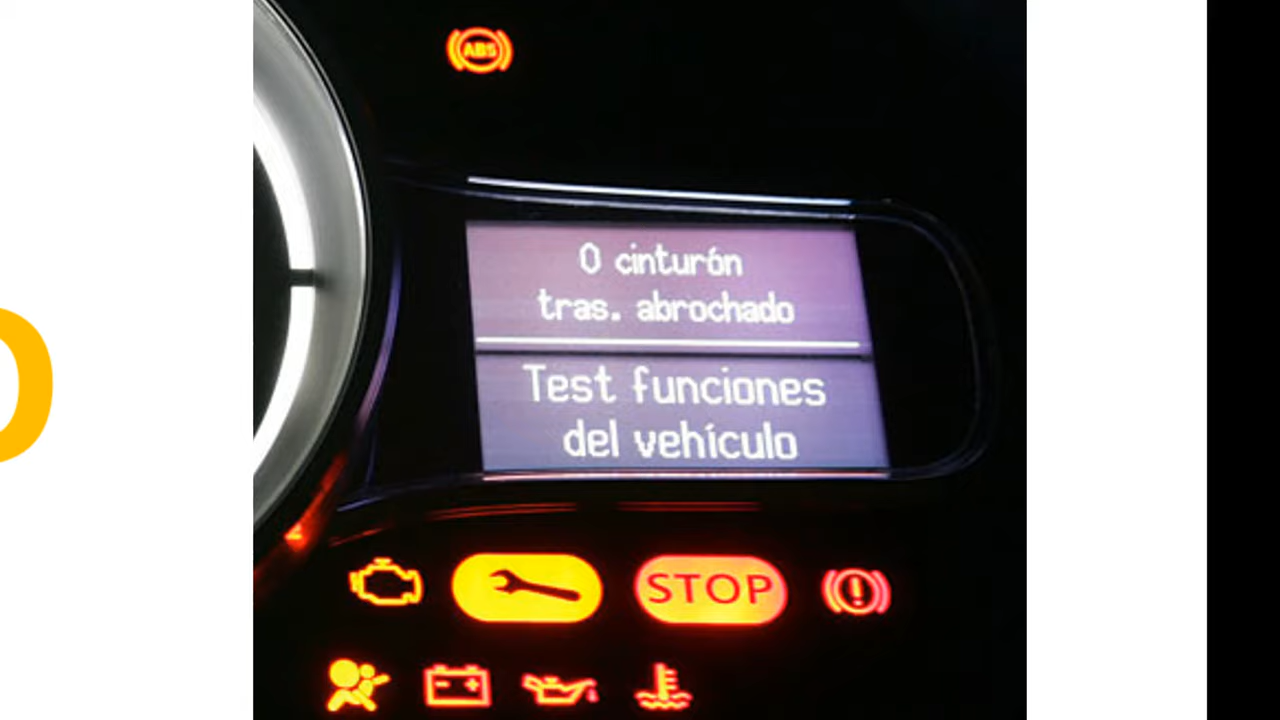 ABS
0 cinturón
tras. abrochado
Test funciones
del vehículo
STOP